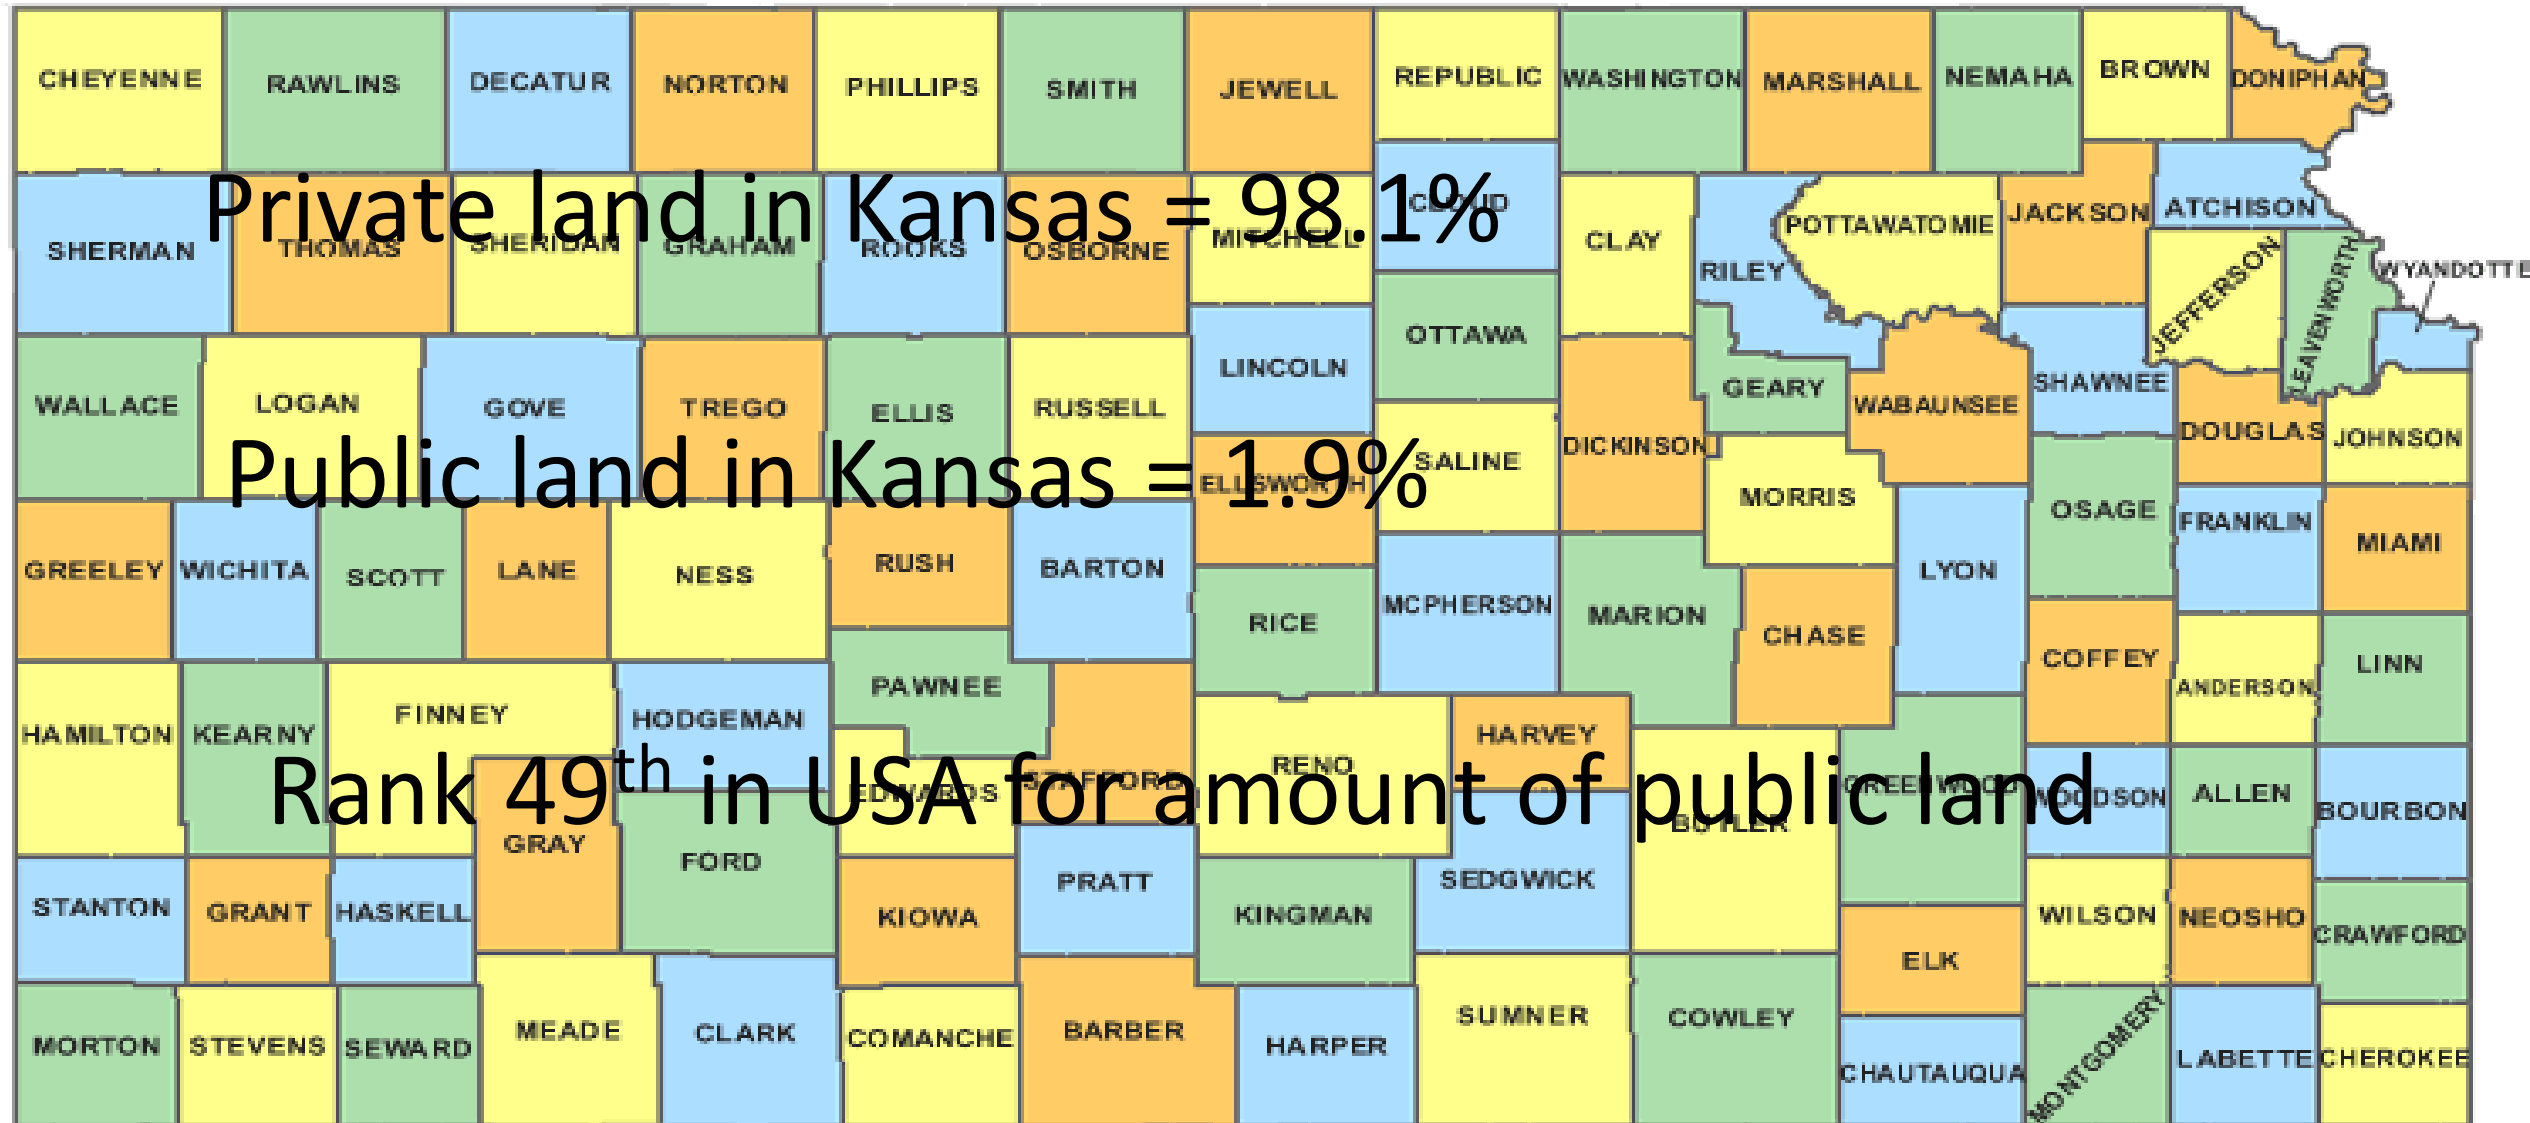 CHEYENNE RAWLINS DECATUR NORTON PHILLIPS SMITH JEWELL REPUBLIC WASHINGTON MARSHALL NEMAHA BROWN DONIPHAN
Private land in Kansas = 98.1%
CLOUD
SHERMAN THOMAS SHERIDAN GRAHAM ROOKS OSBORNE MITCHELL CLAY RILEY POTTAWATOMIE JACKSON ATCHISON
JEFFERSON LEAVENWORTH WYANDOTTE
WALLACE LOGAN GOVE TREGO ELLIS RUSSELL LINCOLN OTTAWA GEARY WABAUNSEE SHAWNEE DOUGLAS JOHNSON
Public land in Kansas = 1.9%
ELLSWORTH SALINE DICKINSON MORRIS OSAGE FRANKLIN MIAMI
GREELEY WICHITA SCOTT LANE NESS RUSH BARTON RICE MCPHERSON MARION CHASE LYON COFFEY ANDERSON LINN
HAMILTON KEARNY FINNEY HODGEMAN PAWNEE RENO HARVEY
Rank 49th in USA for amount of public land
EDWARDS STAFFORD BUTLER GREENWOOD WOODSON ALLEN BOURBON
GRAY FORD PRATT SEDGWICK
STANTON GRANT HASKELL KIOWA KINGMAN ELK WILSON NEOSHO CRAWFORD
MORTON STEVENS SEWARD MEADE CLARK COMANCHE BARBER HARPER SUMNER COWLEY CHAUTAUQUA MONTGOMERY LABETTE CHEROKEE